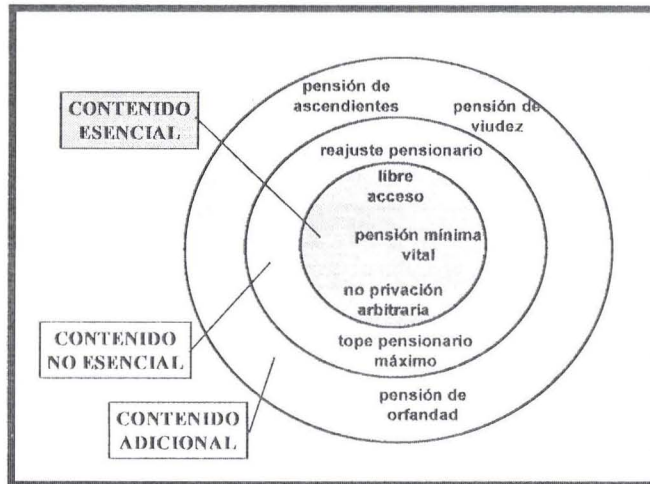 pensión de
ascendientes
pensión de
viudez
CONTENIDO
ESENCIAL
reajuste pensionario
libre
acceso
pensión mínima
vital
no privación
arbitraria
CONTENIDO
NO ESENCIAL
tope pensionario
máximo
pensión de
orfandad
CONTENIDO
ADICIONAL